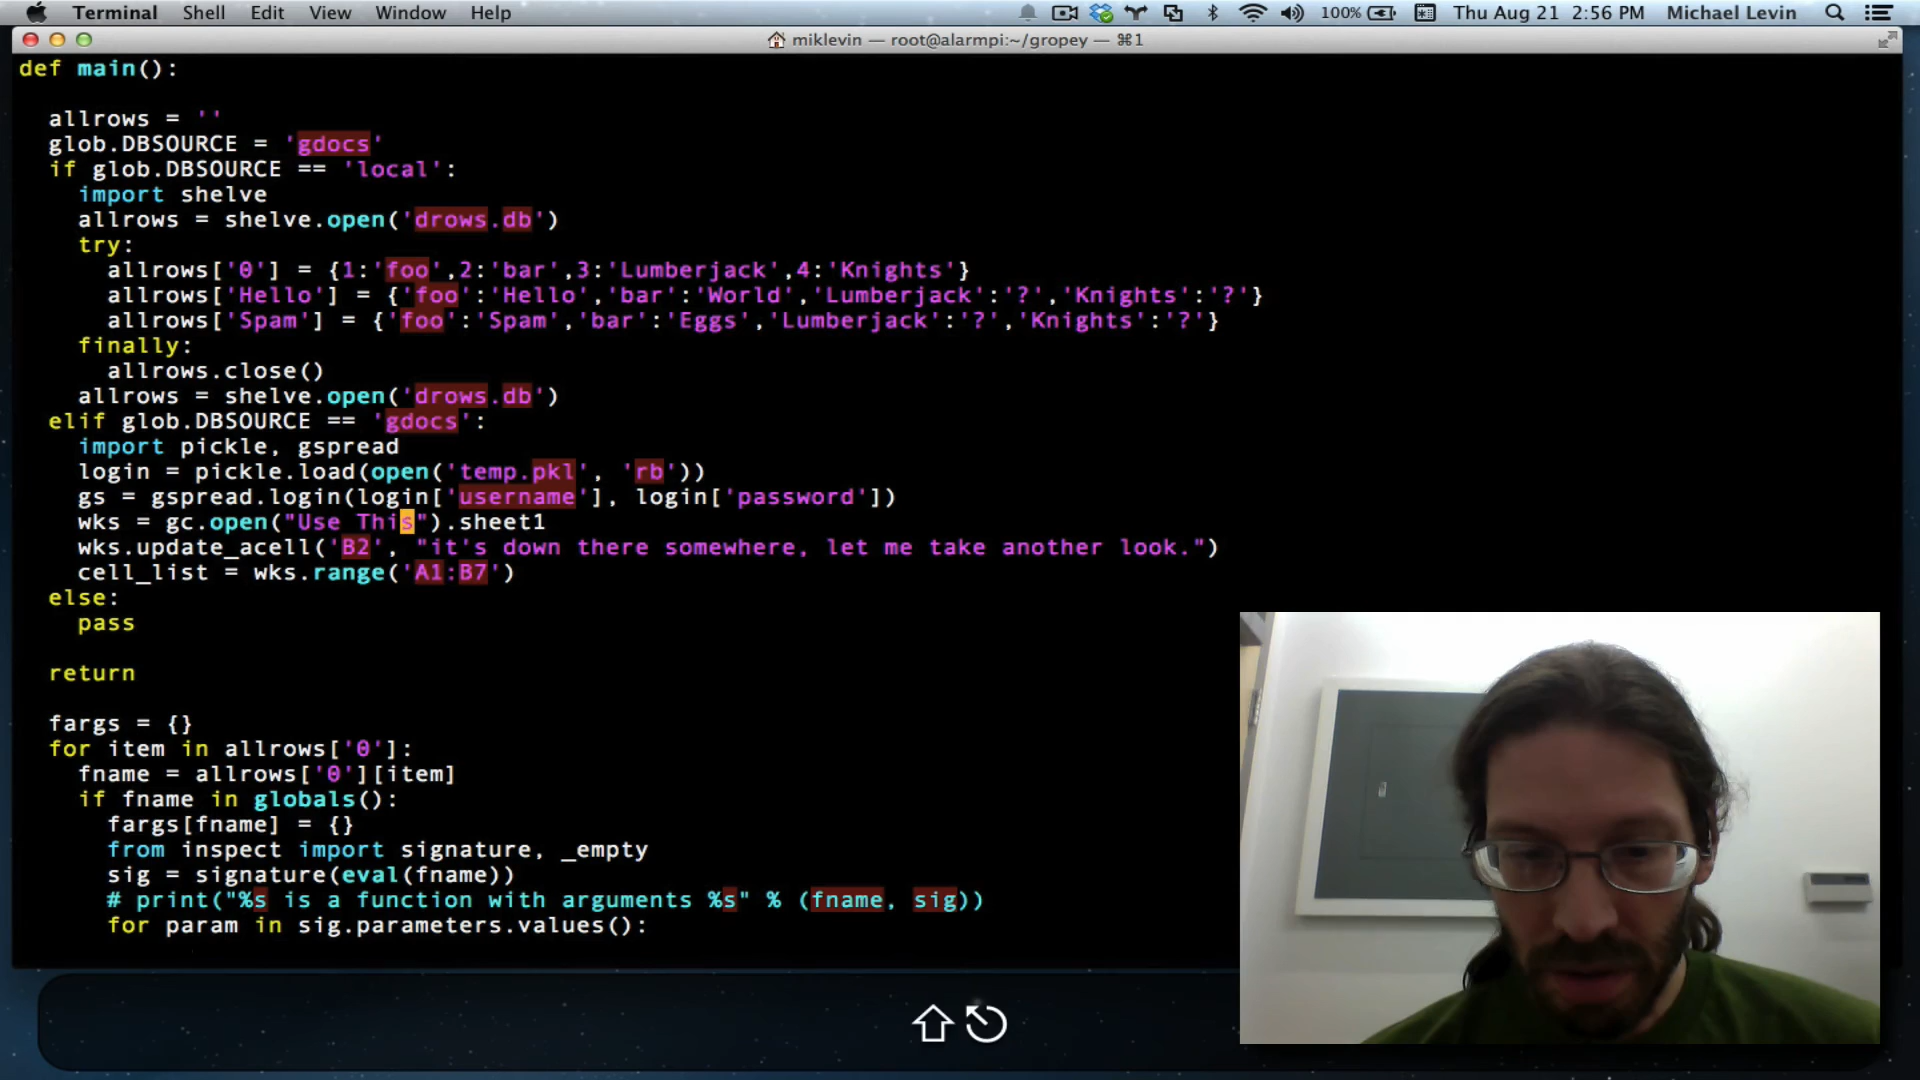 Terminal Shell Edit View Window Help 100% Thu Aug 21 2:56 PM Michael Levin
miklevin — root@alarmpi:~/gropey — ⌘1
def main():
allrows = ''
glob.DBSOURCE = 'gdocs'
if glob.DBSOURCE == 'local':
import shelve
allrows = shelve.open('drows.db')
try:
allrows['0'] = {1:'foo',2:'bar',3:'Lumberjack',4:'Knights'}
allrows['Hello'] = {'foo':'Hello','bar':'World','Lumberjack':'?','Knights':'?'}
allrows['Spam'] = {'foo':'Spam','bar':'Eggs','Lumberjack':'?','Knights':'?'}
finally:
allrows.close()
allrows = shelve.open('drows.db')
elif glob.DBSOURCE == 'gdocs':
import pickle, gspread
login = pickle.load(open('temp.pkl', 'rb'))
gs = gspread.login(login['username'], login['password'])
wks = gc.open("Use This").sheet1
wks.update_acell('B2', "it's down there somewhere, let me take another look.")
cell_list = wks.range('A1:B7')
else:
pass
return
fargs = {}
for item in allrows['0']:
fname = allrows['0'][item]
if fname in globals():
fargs[fname] = {}
from inspect import signature, _empty
sig = signature(eval(fname))
# print("%s is a function with arguments %s" % (fname, sig))
for param in sig.parameters.values():